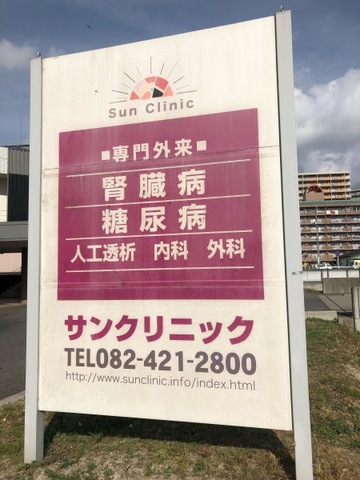 Sun Clinic
■専門外来■
腎臓病
糖尿病
人工透析 内科 外科
サンクリニック
TEL082-421-2800
http://www.sunclinic.info/index.html